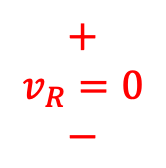 +
v_R = 0
−